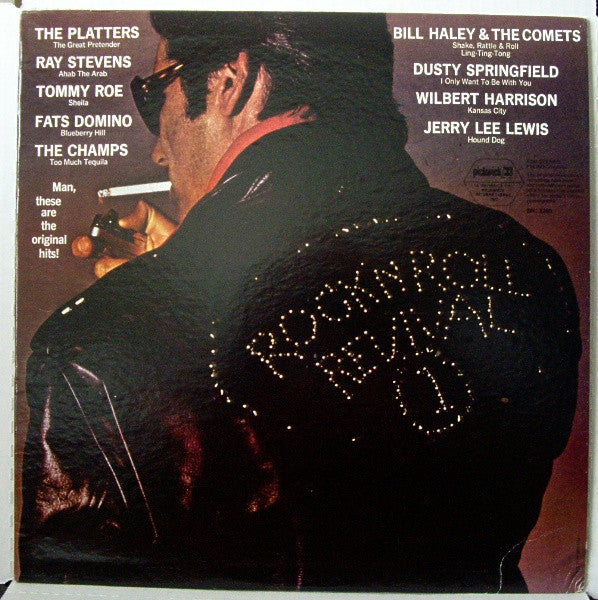 THE PLATTERS
The Great Pretender
RAY STEVENS
Ahab The Arab
TOMMY ROE
Sheila
FATS DOMINO
Blueberry Hill
THE CHAMPS
Too Much Tequila
Man,
these
are
the
original
hits!
BILL HALEY & THE COMETS
Shake, Rattle & Roll
Ling-Ting-Tong
DUSTY SPRINGFIELD
I Only Want To Be With You
WILBERT HARRISON
Kansas City
JERRY LEE LEWIS
Hound Dog
pickwick 33
ROCK N ROLL
REVIVAL
1